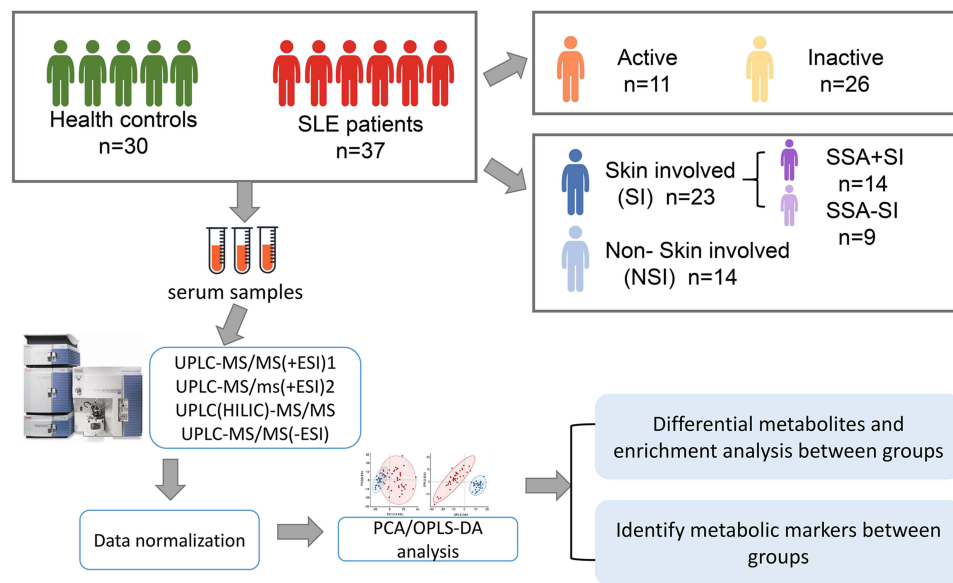 Health controls
n=30
SLE patients
n=37
Active
n=11
Inactive
n=26
Skin involved
(SI) n=23
SSA+SI
n=14
SSA-SI
n=9
Non- Skin involved
(NSI) n=14
serum samples
UPLC-MS/MS(+ESI)1
UPLC-MS/ms(+ESI)2
UPLC(HILIC)-MS/MS
UPLC-MS/MS(-ESI)
Data normalization
PCA/OPLS-DA
analysis
Differential metabolites and
enrichment analysis between groups
Identify metabolic markers between
groups